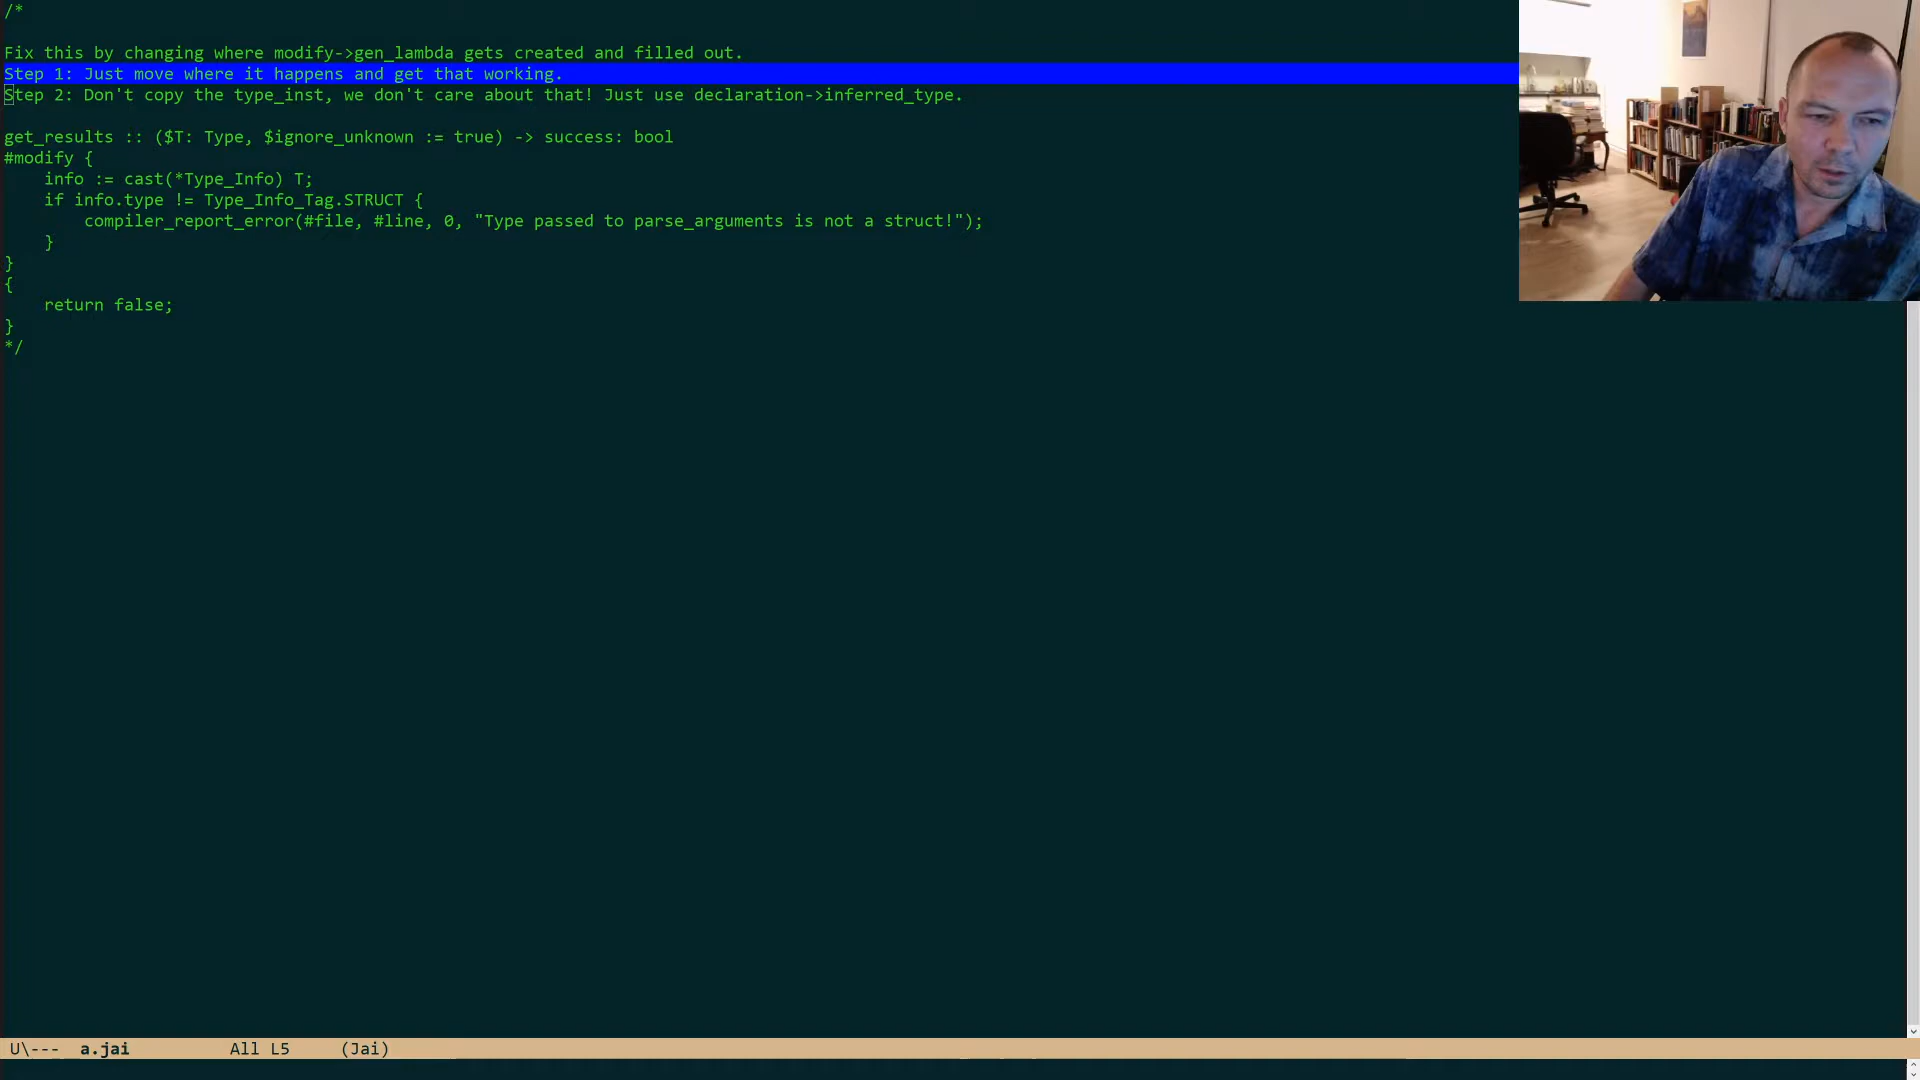 /*
Fix this by changing where modify->gen_lambda gets created and filled out.
Step 1: Just move where it happens and get that working.
Step 2: Don't copy the type_inst, we don't care about that! Just use declaration->inferred_type.
get_results :: ($T: Type, $ignore_unknown := true) -> success: bool
#modify {
    info := cast(*Type_Info) T;
    if info.type != Type_Info_Tag.STRUCT {
        compiler_report_error(#file, #line, 0, "Type passed to parse_arguments is not a struct!");
    }
}
{
    return false;
}
*/
U\--- a.jai All L5 (Jai)